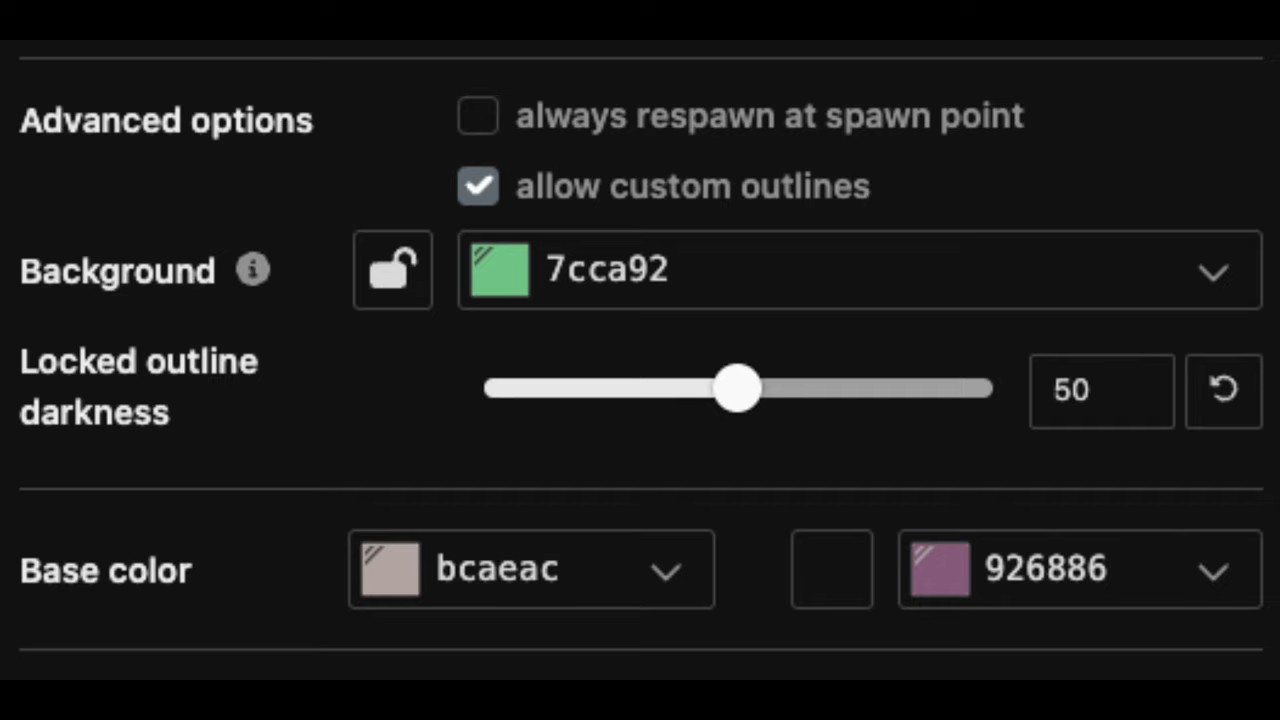 Advanced options
always respawn at spawn point
allow custom outlines
Background
7cca92
Locked outline
darkness
50
Base color
bcaeac
926886